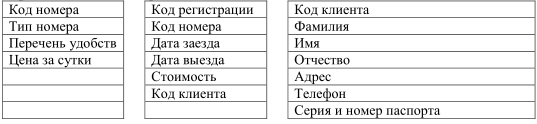 Код номера
Тип номера
Перечень удобств
Цена за сутки
Код регистрации
Код номера
Дата заезда
Дата выезда
Стоимость
Код клиента
Код клиента
Фамилия
Имя
Отчество
Адрес
Телефон
Серия и номер паспорта